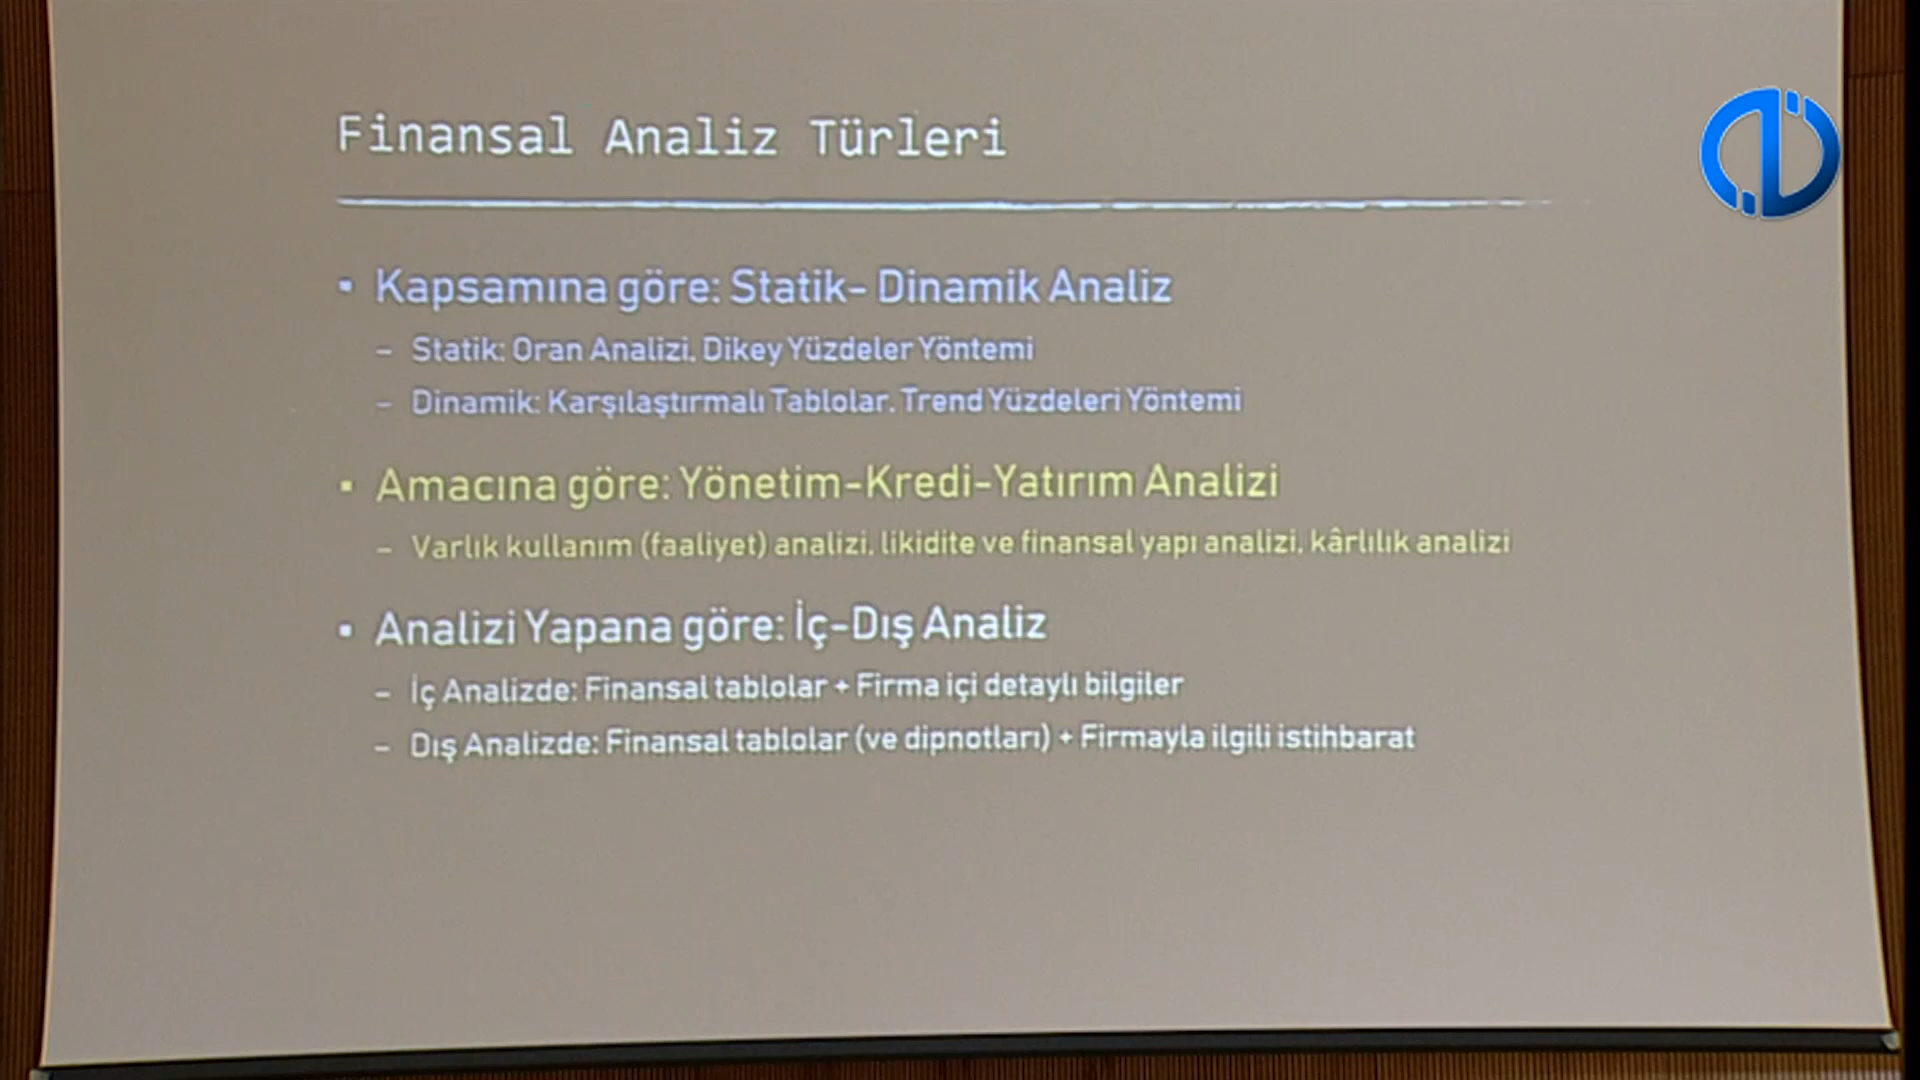 Finansal Analiz Türleri
▪ Kapsamına göre: Statik- Dinamik Analiz
– Statik: Oran Analizi, Dikey Yüzdeler Yöntemi
– Dinamik: Karşılaştırmalı Tablolar, Trend Yüzdeleri Yöntemi
▪ Amacına göre: Yönetim-Kredi-Yatırım Analizi
– Varlık kullanım (faaliyet) analizi, likidite ve finansal yapı analizi, kârlılık analizi
▪ Analizi Yapana göre: İç-Dış Analiz
– İç Analizde: Finansal tablolar + Firma içi detaylı bilgiler
– Dış Analizde: Finansal tablolar (ve dipnotları) + Firmayla ilgili istihbarat